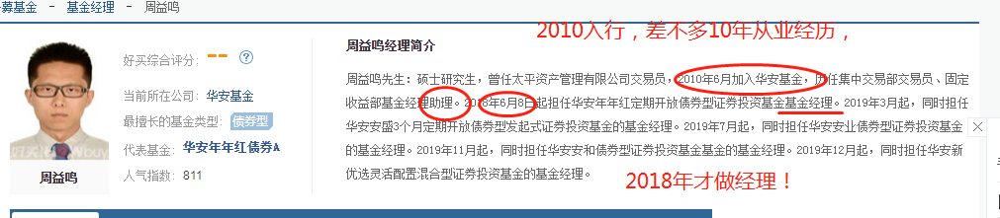 募基金 - 基金经理 - 周益鸣
2010入行，差不多10年从业经历，
周益鸣经理简介
好买综合评分： -- ?
当前所在公司： 华安基金
最擅长的基金类型： 债券型
代表基金： 华安年年红债券A
人气指数： 811
周益鸣
周益鸣先生：硕士研究生，曾任太平资产管理有限公司交易员，2010年6月加入华安基金，历任集中交易部交易员、固定
收益部基金经理助理。2018年6月8日起担任华安年年红定期开放债券型证券投资基金基金经理。2019年3月起，同时担任
华安安盛3个月定期开放债券型发起式证券投资基金的基金经理。2019年7月起，同时担任华安安业债券型证券投资基金
的基金经理。2019年11月起，同时担任华安安和债券型证券投资基金基金的基金经理。2019年12月起，同时担任华安新
优选灵活配置混合型证券投资基金的基金经理。
2018年才做经理！